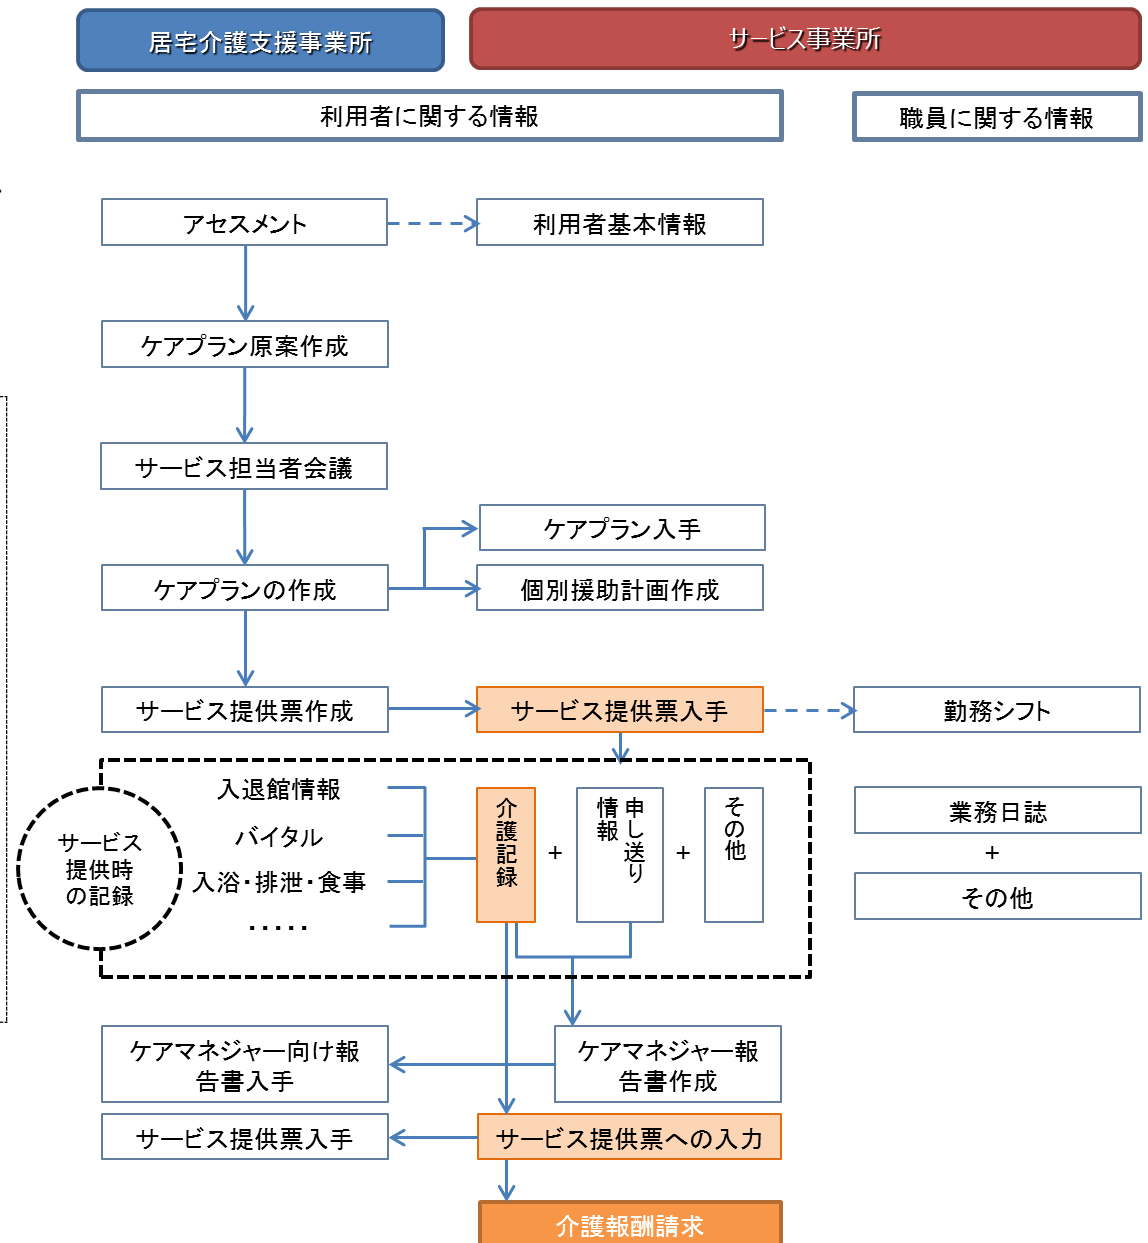 居宅介護支援事業所
サービス事業所
利用者に関する情報
職員に関する情報
アセスメント
利用者基本情報
ケアプラン原案作成
サービス担当者会議
ケアプラン入手
ケアプランの作成
個別援助計画作成
サービス提供票作成
サービス提供票入手
勤務シフト
サービス
提供時
の記録
入退館情報
バイタル
入浴・排泄・食事
・・・・・
介護記録
+
申し送り
情報
+
その他
業務日誌
+
その他
ケアマネジャー向け報
告書入手
ケアマネジャー報
告書作成
サービス提供票入手
サービス提供票への入力
介護報酬請求